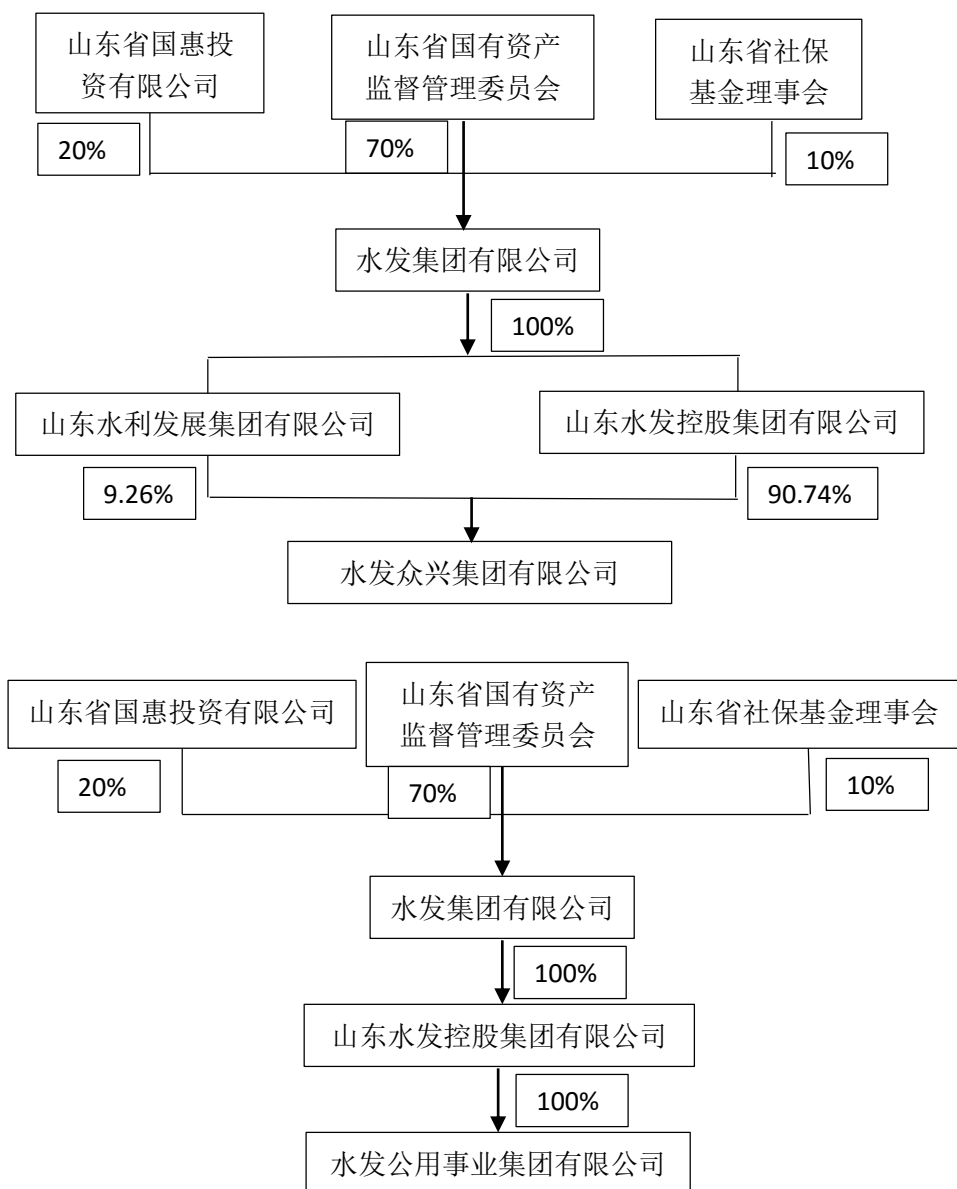 山东省国惠投
资有限公司
山东省国有资产
监督管理委员会
山东省社保
基金理事会
20%
70%
10%
水发集团有限公司
100%
山东水利发展集团有限公司
山东水发控股集团有限公司
9.26%
90.74%
水发众兴集团有限公司
山东省国惠投资有限公司
山东省国有资产
监督管理委员会
山东省社保基金理事会
20%
70%
10%
水发集团有限公司
100%
山东水发控股集团有限公司
100%
水发公用事业集团有限公司